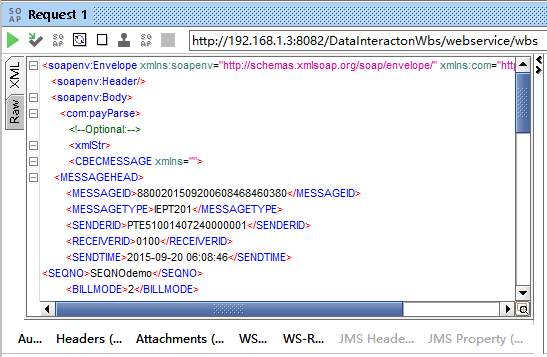 SO AP Request 1
http://192.168.1.3:8082/DataInteractonWbs/webservice/wbs
XML
Raw
<soapenv:Envelope xmlns:soapenv="http://schemas.xmlsoap.org/soap/envelope/" xmlns:com="http
<soapenv:Header/>
<soapenv:Body>
<com:payParse>
<!--Optional:-->
<xmlStr>
<CBECMESSAGE xmlns="">
<MESSAGEHEAD>
<MESSAGEID>8800201509200608468460380</MESSAGEID>
<MESSAGETYPE>IEPT201</MESSAGETYPE>
<SENDERID>PTE51001407240000001</SENDERID>
<RECEIVERID>0100</RECEIVERID>
<SENDTIME>2015-09-20 06:08:46</SENDTIME>
<SEQNO>SEQNOdemo</SEQNO>
<BILLMODE>2</BILLMODE>
Au... Headers (... Attachments (... WS... WS-R... JMS Heade... JMS Property (...